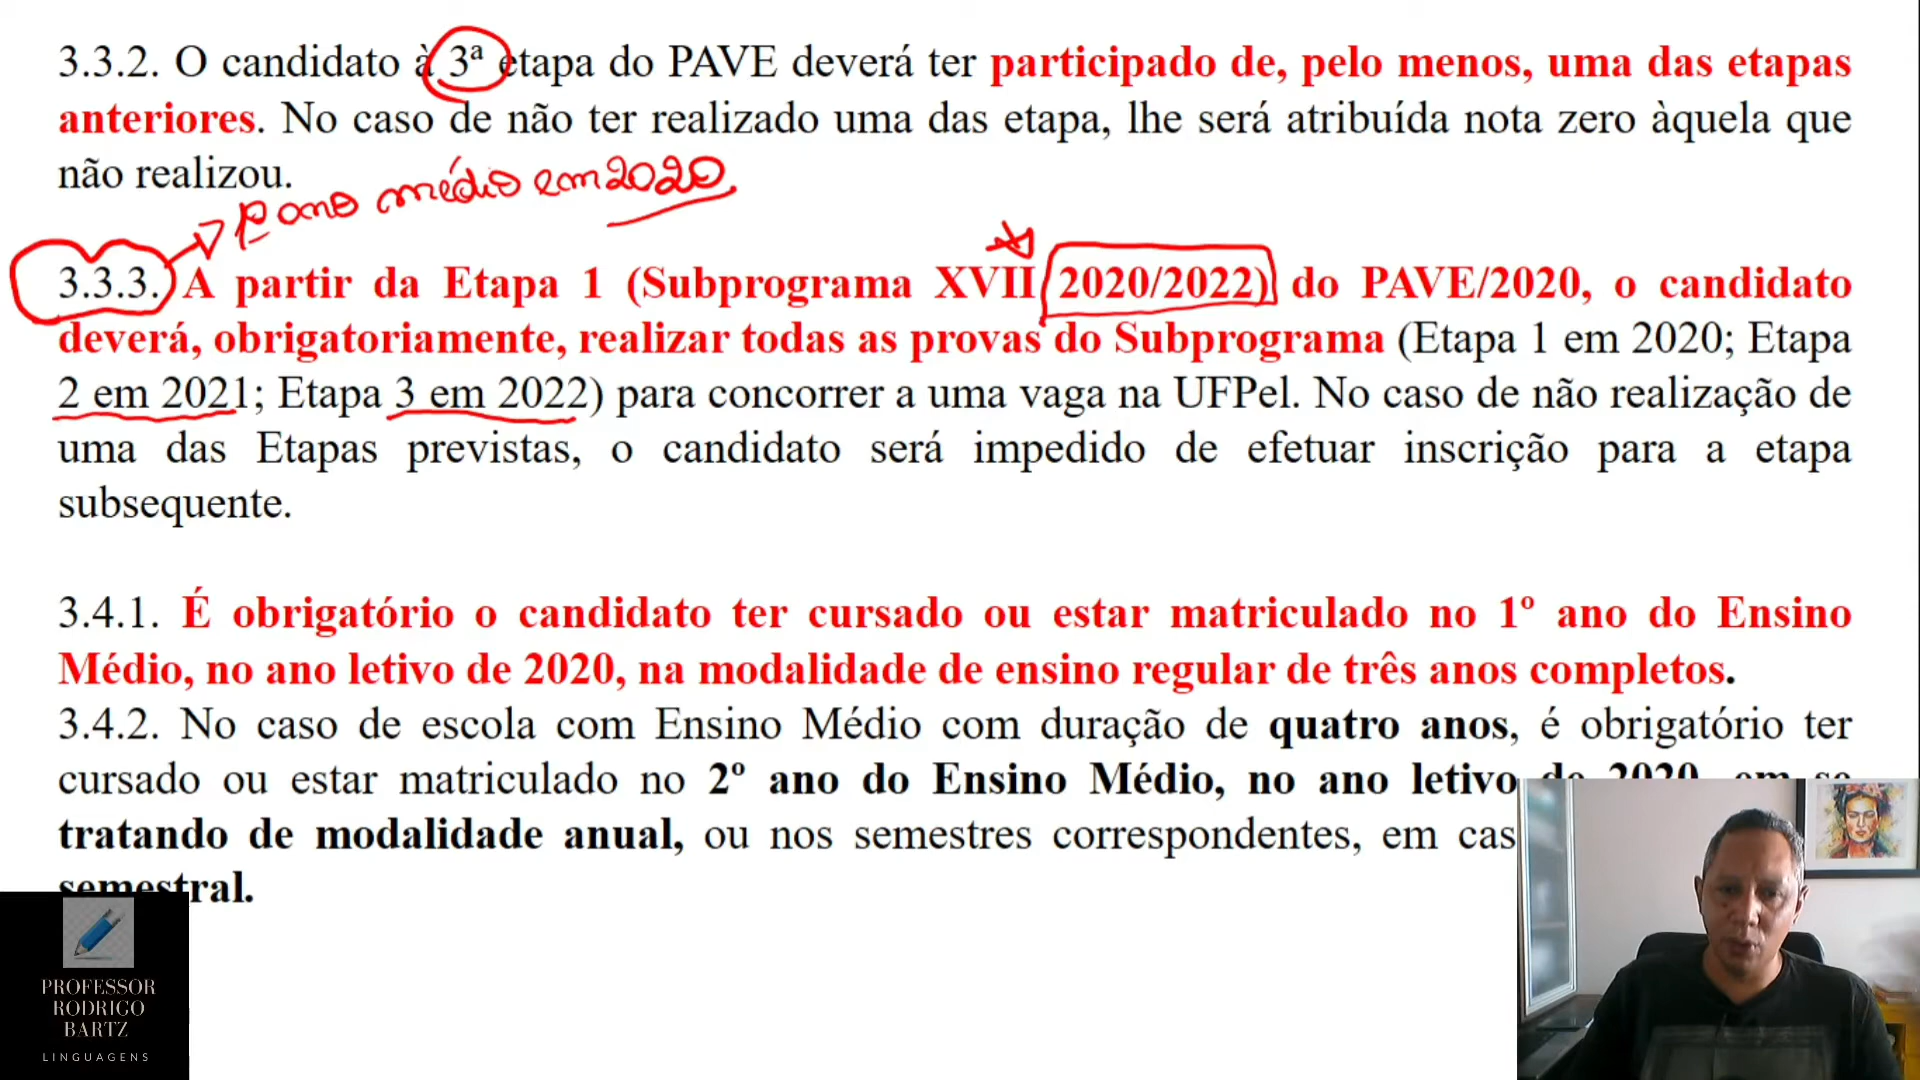 3.3.2. O candidato à 3ª etapa do PAVE deverá ter participado de, pelo menos, uma das etapas
anteriores. No caso de não ter realizado uma das etapa, lhe será atribuída nota zero àquela que
não realizou.
1º ano médio em 2020
3.3.3. A partir da Etapa 1 (Subprograma XVII 2020/2022) do PAVE/2020, o candidato
deverá, obrigatoriamente, realizar todas as provas do Subprograma (Etapa 1 em 2020; Etapa
2 em 2021; Etapa 3 em 2022) para concorrer a uma vaga na UFPel. No caso de não realização de
uma das Etapas previstas, o candidato será impedido de efetuar inscrição para a etapa
subsequente.
3.4.1. É obrigatório o candidato ter cursado ou estar matriculado no 1º ano do Ensino
Médio, no ano letivo de 2020, na modalidade de ensino regular de três anos completos.
3.4.2. No caso de escola com Ensino Médio com duração de quatro anos, é obrigatório ter
cursado ou estar matriculado no 2º ano do Ensino Médio, no ano letivo de 2020, em se
tratando de modalidade anual, ou nos semestres correspondentes, em cas
semestral.
PROFESSOR
RODRIGO
BARTZ
LINGUAGENS